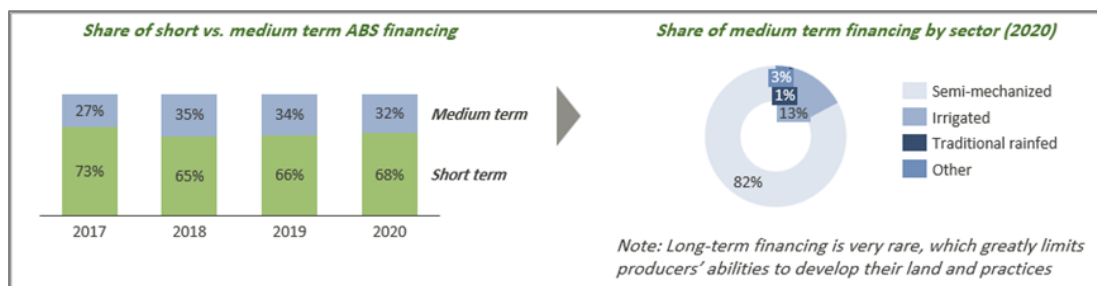 Share of short vs. medium term ABS financing
27%
35%
34%
32%
Medium term
73%
65%
66%
68%
Short term
2017
2018
2019
2020
Share of medium term financing by sector (2020)
3%
1%
13%
82%
Semi-mechanized
Irrigated
Traditional rainfed
Other
Note: Long-term financing is very rare, which greatly limits
producers’ abilities to develop their land and practices